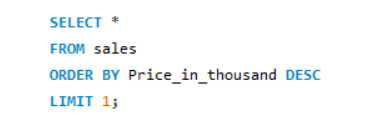 SELECT *
FROM sales
ORDER BY Price_in_thousand DESC
LIMIT 1;